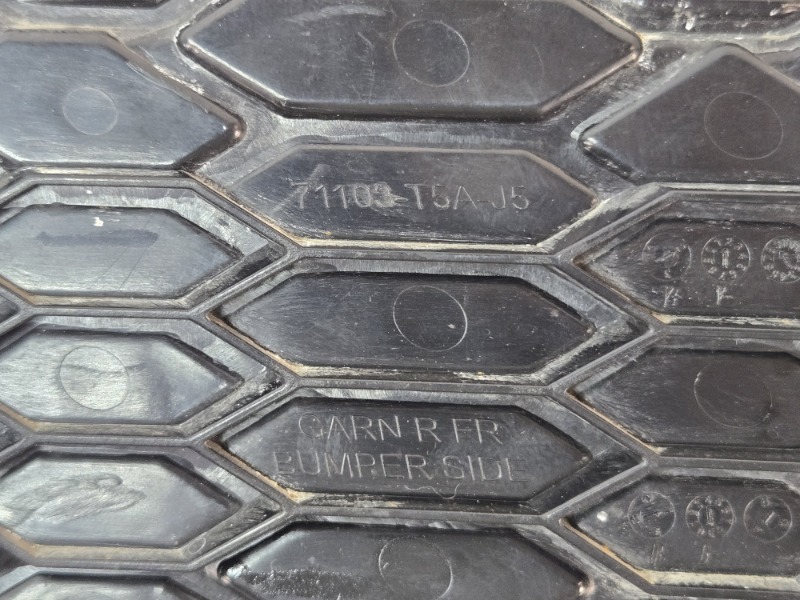 71103-T5A-J5
GARN'R FR
BUMPER SIDE